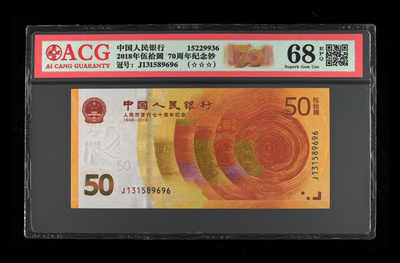 ACG
AI CANG GUARANTY
中国人民银行 15229936
2018年伍拾圆 70周年纪念钞
冠号: J131589696 (☆☆☆)
68 EPQ
Superb Gem Unc
中国人民银行
人民币发行七十周年纪念
1948-2018
50 伍拾圆
J131589696
50
50
J131589696